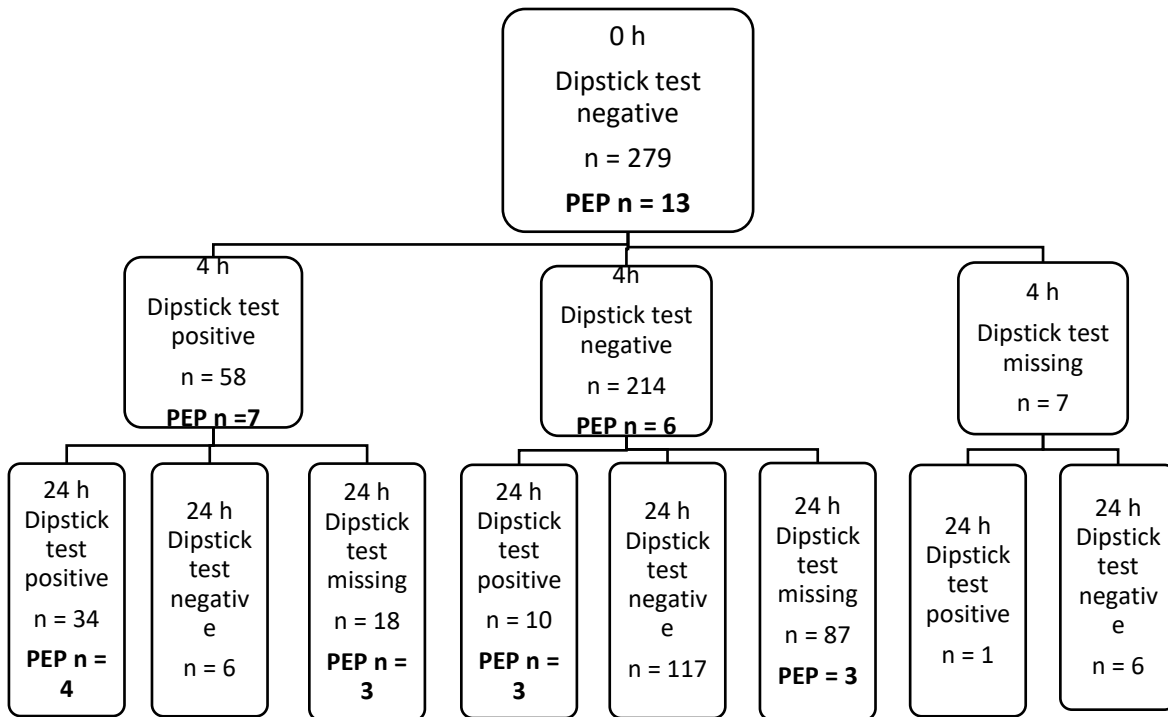 0 h
Dipstick test
negative
n = 279
PEP n = 13
4 h
Dipstick test
positive
n = 58
PEP n =7
4h
Dipstick test
negative
n = 214
PEP n = 6
4 h
Dipstick test
missing
n = 7
24 h
Dipstick
test
positive
n = 34
PEP n =
4
24 h
Dipstick
test
negativ
e
n = 6
24 h
Dipstick
test
missing
n = 18
PEP n =
3
24 h
Dipstick
test
positive
n = 10
PEP n =
3
24 h
Dipstick
test
negativ
e
n = 117
24 h
Dipstick
test
missing
n = 87
PEP = 3
24 h
Dipstick
test
positive
n = 1
24 h
Dipstick
test
negativ
e
n = 6